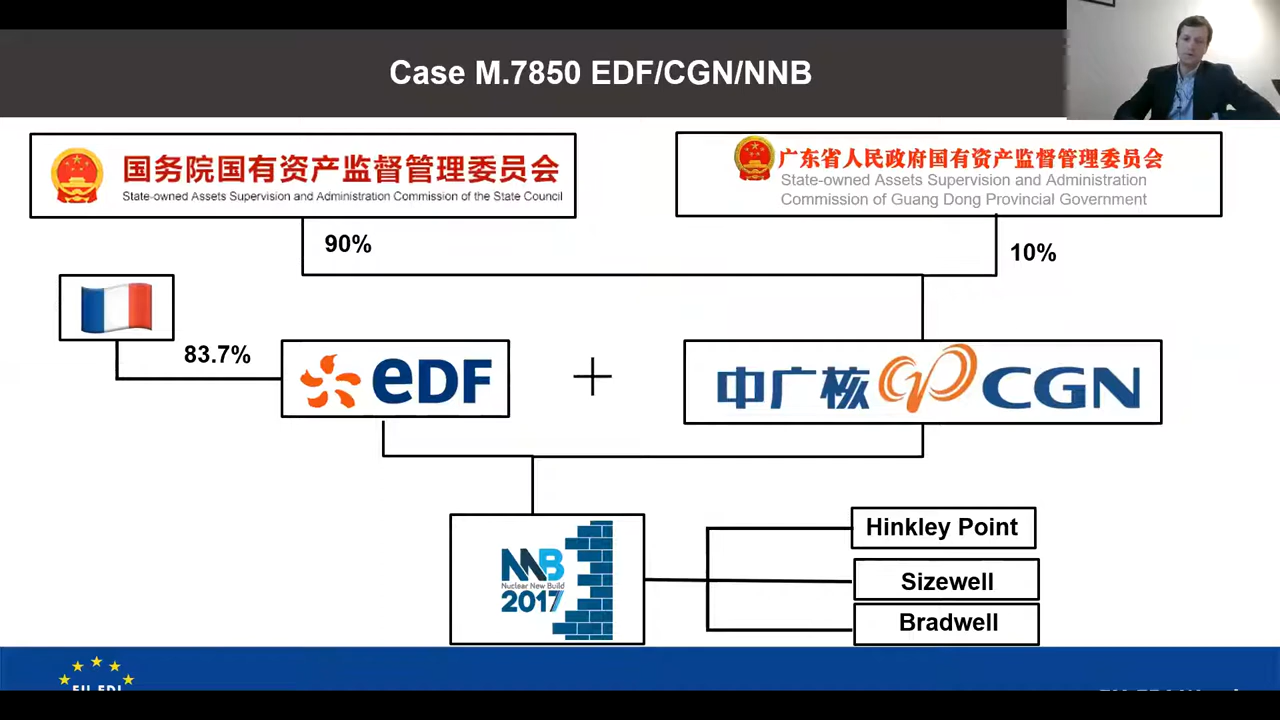 Case M.7850 EDF/CGN/NNB
国务院国有资产监督管理委员会
State-owned Assets Supervision and Administration Commission of the State Council
广东省人民政府国有资产监督管理委员会
State-owned Assets Supervision and Administration
Commission of Guang Dong Provincial Government
90%
10%
83.7%
eDF
中广核 CGN
NNB
Nuclear New Build
2017
Hinkley Point
Sizewell
Bradwell